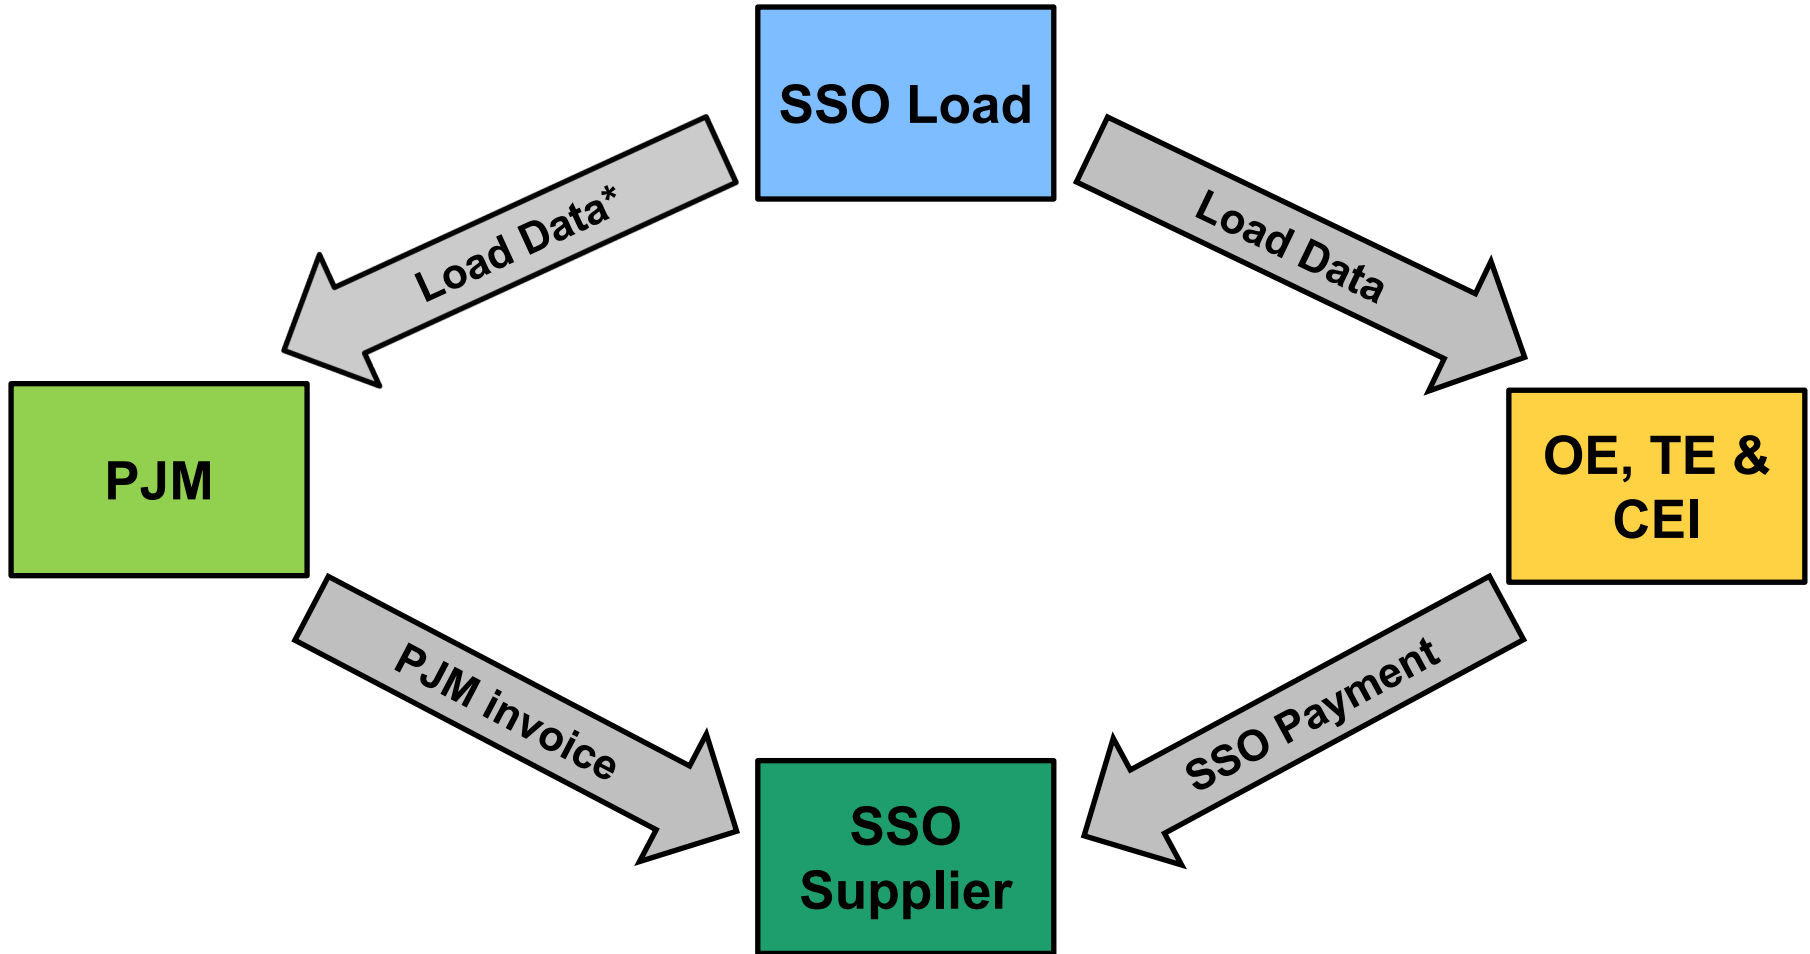 SSO Load
Load Data*
Load Data
PJM
OE, TE &
CEI
PJM invoice
SSO Payment
SSO
Supplier